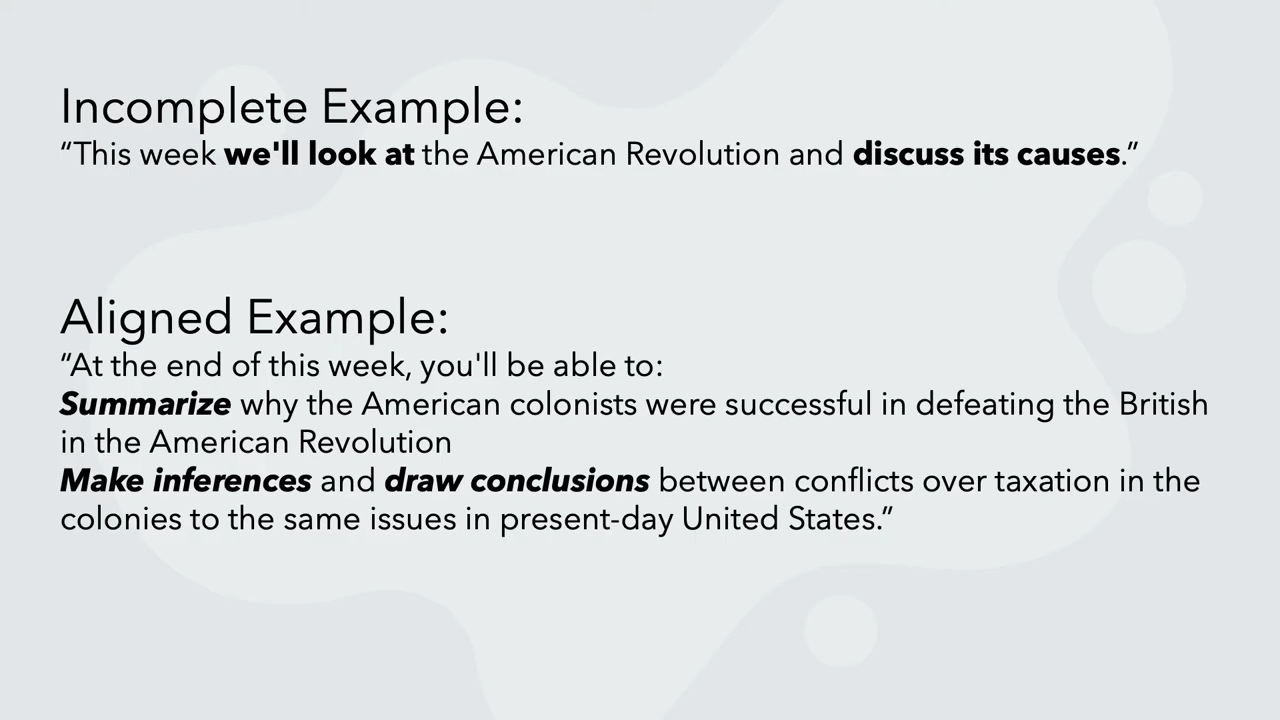 Incomplete Example:
“This week we'll look at the American Revolution and discuss its causes.”
Aligned Example:
“At the end of this week, you'll be able to:
Summarize why the American colonists were successful in defeating the British
in the American Revolution
Make inferences and draw conclusions between conflicts over taxation in the
colonies to the same issues in present-day United States.”